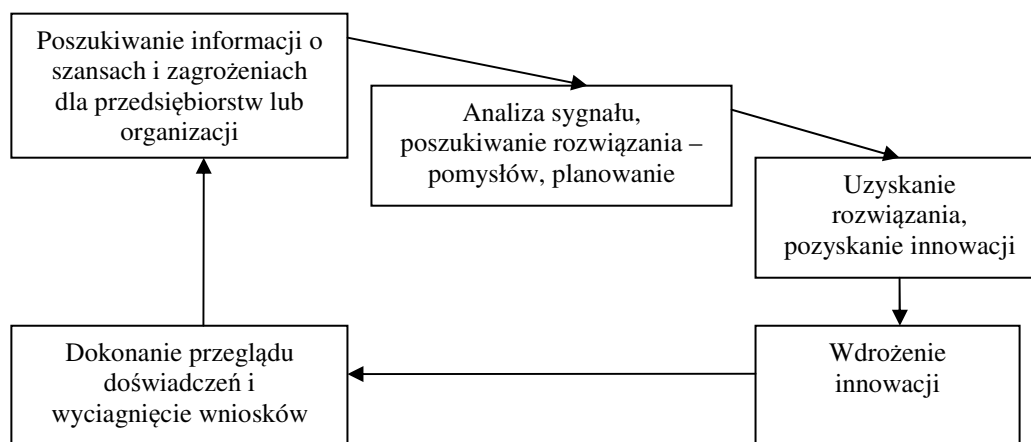 Poszukiwanie informacji o
szansach i zagrożeniach
dla przedsiębiorstw lub
organizacji
Analiza sygnału,
poszukiwanie rozwiązania –
pomysłów, planowanie
Uzyskanie
rozwiązania,
pozyskanie innowacji
Wdrożenie
innowacji
Dokonanie przeglądu
doświadczeń i
wyciagnięcie wniosków